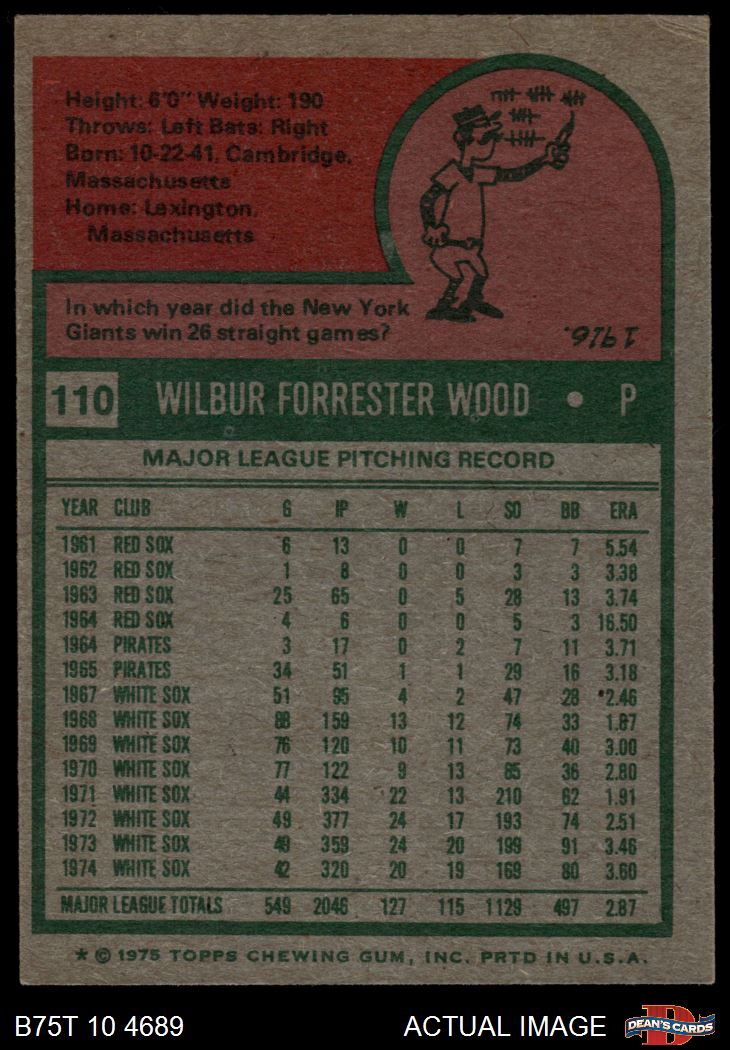 Height: 6'0" Weight: 190
Throws: Left Bats: Right
Born: 10-22-41, Cambridge,
Massachusetts
Home: Lexington,
Massachusetts
In which year did the New York
Giants win 26 straight games?
1916.
110 WILBUR FORRESTER WOOD • P
MAJOR LEAGUE PITCHING RECORD
YEAR CLUB G IP W L SO BB ERA
1961 RED SOX 6 13 0 0 7 7 5.54
1962 RED SOX 1 8 0 0 3 3 3.38
1963 RED SOX 25 65 0 5 28 13 3.74
1964 RED SOX 4 6 0 0 5 3 16.50
1964 PIRATES 3 17 0 2 7 11 3.71
1965 PIRATES 34 51 1 1 29 16 3.18
1967 WHITE SOX 51 95 4 2 47 28 2.46
1968 WHITE SOX 88 159 13 12 74 33 1.87
1969 WHITE SOX 76 120 10 11 73 40 3.00
1970 WHITE SOX 77 122 9 13 85 36 2.80
1971 WHITE SOX 44 334 22 13 210 62 1.91
1972 WHITE SOX 49 377 24 17 193 74 2.51
1973 WHITE SOX 49 359 24 20 199 91 3.46
1974 WHITE SOX 42 320 20 19 169 80 3.60
MAJOR LEAGUE TOTALS 549 2046 127 115 1129 497 2.87
* © 1975 TOPPS CHEWING GUM, INC. PRTD IN U.S.A.
B75T 10 4689 ACTUAL IMAGE D DEAN'S CARDS